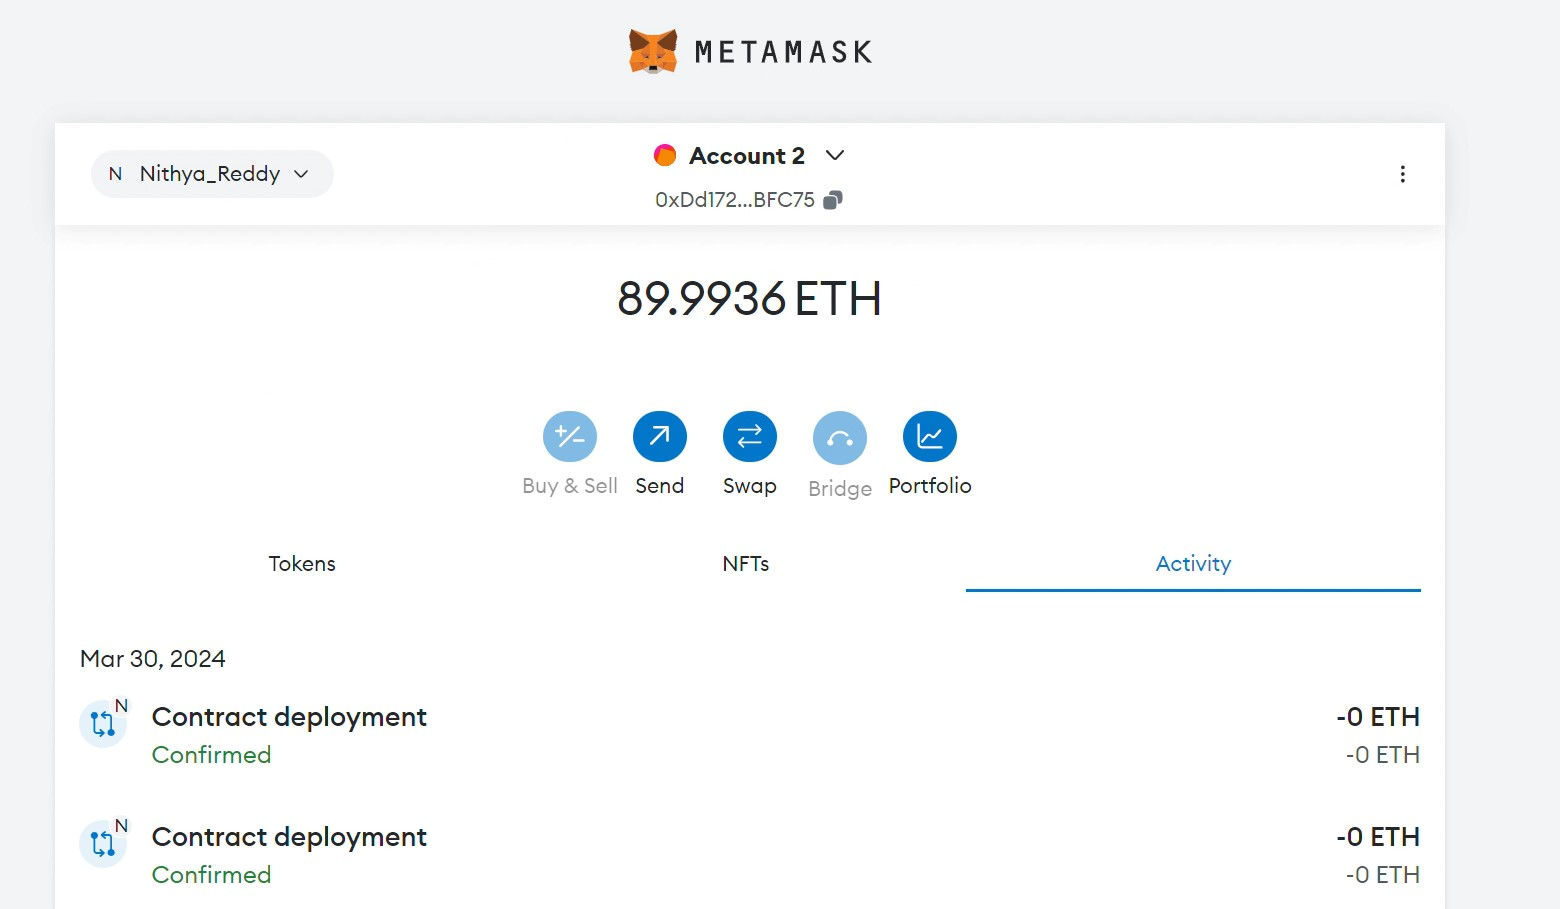 METAMASK
N Nithya_Reddy
Account 2
0xDd172...BFC75
89.9936 ETH
Buy & Sell Send Swap Bridge Portfolio
Tokens NFTs Activity
Mar 30, 2024
N
Contract deployment -0 ETH
Confirmed -0 ETH
N
Contract deployment -0 ETH
Confirmed -0 ETH